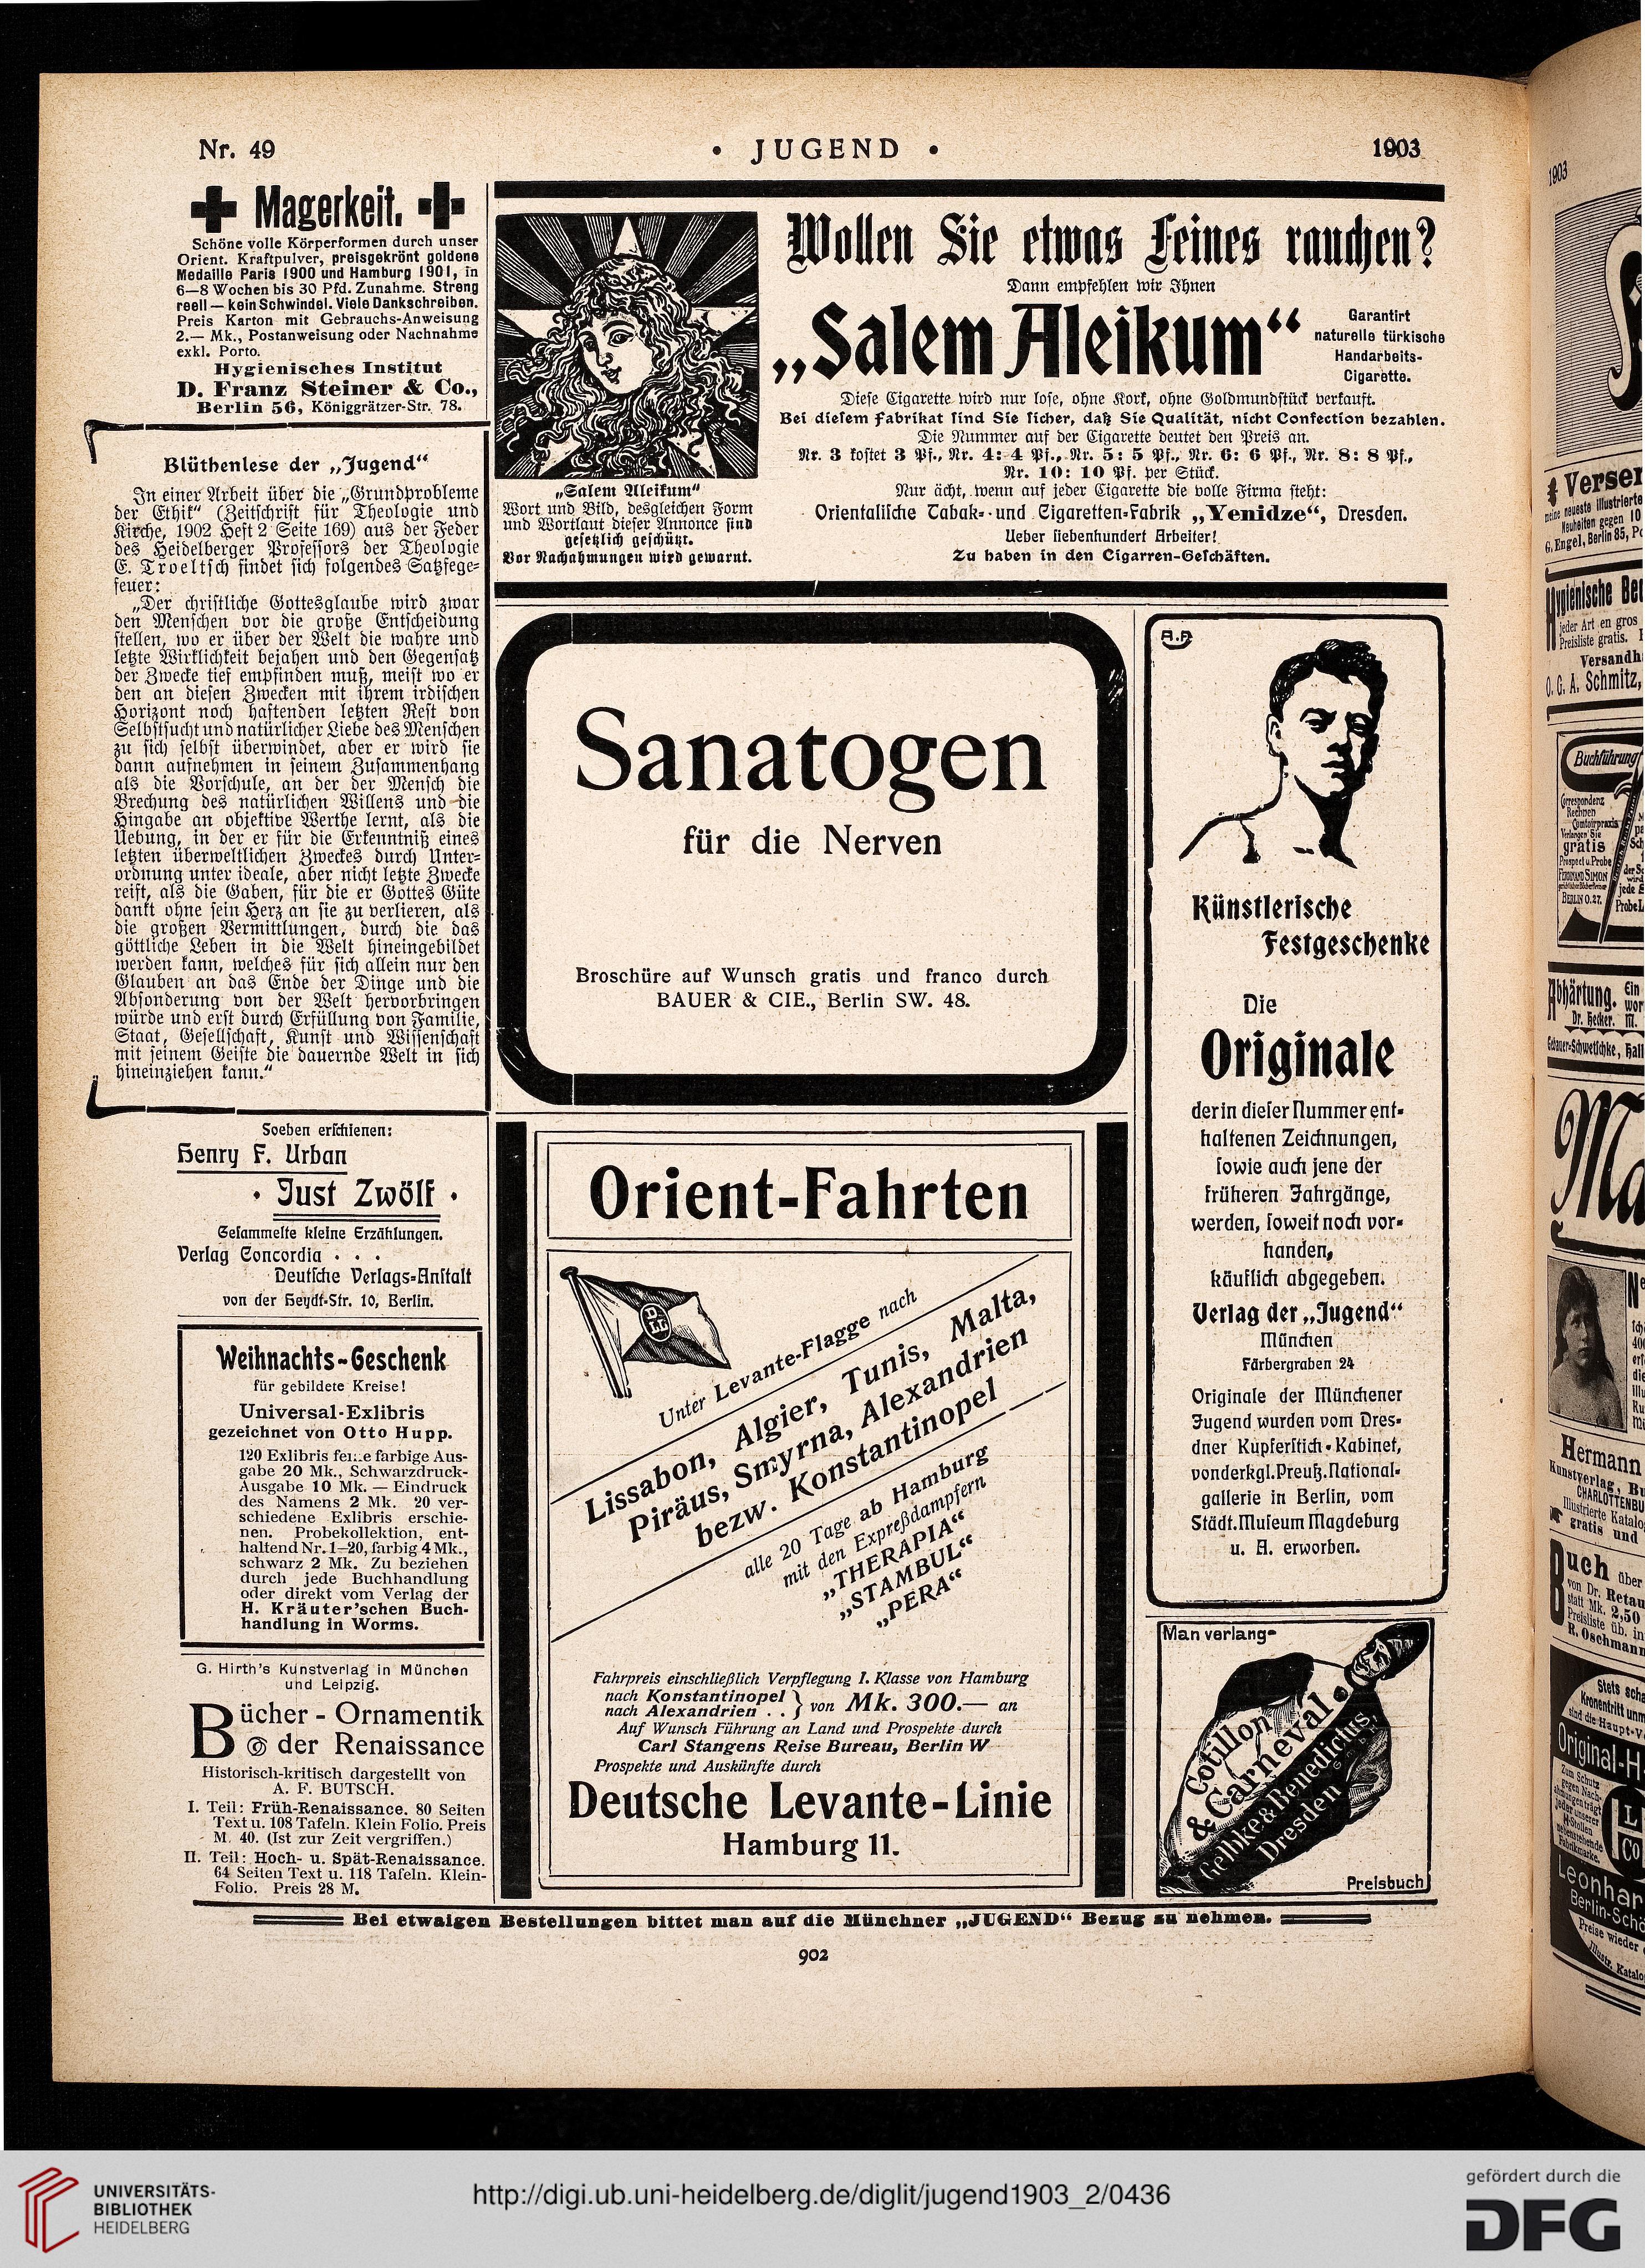 Nr. 49
• JUGEND •
1903
Magerkeit.
Schöne volle Körperformen durch unser
Orient. Kraftpulver, preisgekrönt goldene
Medaille Paris 1900 und Hamburg 1901, in
6—8 Wochen bis 30 Pfd. Zunahme. Streng
reell — kein Schwindel. Viele Dankschreiben.
Preis Karton mit Gebrauchs-Anweisung
2.— Mk., Postanweisung oder Nachnahme
exkl. Porto.
Hygienisches Institut
D. Franz Steiner & Co.,
Berlin 56, Königgrätzer-Str. 78.
Blüthenlese der „Jugend“
In einer Arbeit über die „Grundprobleme
der Ethik“ (Zeitschrift für Theologie und
Kirche, 1902 Heft 2 Seite 169) aus der Feder
des Heidelberger Professors der Theologie
E. Troeltsch findet sich folgendes Satzfege-
feuer:
„Der christliche Gottesglaube wird zwar
den Menschen vor die große Entscheidung
stellen, wo er über der Welt die wahre und
letzte Wirklichkeit bejahen und den Gegensatz
der Zwecke tief empfinden muß, meist wo er
den an diesen Zwecken mit ihrem irdischen
Horizont noch haftenden letzten Rest von
Selbstsucht und natürlicher Liebe des Menschen
zu sich selbst überwindet, aber er wird sie
dann aufnehmen in seinem Zusammenhang
als die Vorschule, an der der Mensch die
Brechung des natürlichen Willens und die
Hingabe an objektive Werthe lernt, als die
Uebung, in der er für die Erkenntniß eines
letzten überweltlichen Zweckes durch Unter-
ordnung unter ideale, aber nicht letzte Zwecke
reift, als die Gaben, für die er Gottes Güte
dankt ohne sein Herz an sie zu verlieren, als
die großen Vermittlungen, durch die das
göttliche Leben in die Welt hineingebildet
werden kann, welches für sich allein nur den
Glauben an das Ende der Dinge und die
Absonderung von der Welt hervorbringen
würde und erst durch Erfüllung von Familie,
Staat, Gesellschaft, Kunst und Wissenschaft
mit seinem Geiste die dauernde Welt in sich
hineinziehen kann.“
Soeben erschienen:
Henry F. Urban
• Just Zwölf •
Gesammelte kleine Erzählungen.
Verlag Concordia • • •
Deutsche Verlags-Anstalt
von der Heydt-Str. 10, Berlin.
Weihnachts-Geschenk
für gebildete Kreise!
Universal-Exlibris
gezeichnet von Otto Hupp.
120 Exlibris feine farbige Aus-
gabe 20 Mk., Schwarzdruck-
Ausgabe 10 Mk. — Eindruck
des Namens 2 Mk. 20 ver-
schiedene Exlibris erschie-
nen. Probekollektion, ent-
haltend Nr. 1–20, farbig 4 Mk.,
schwarz 2 Mk. Zu beziehen
durch jede Buchhandlung
oder direkt vom Verlag der
H. Kräuter'schen Buch-
handlung in Worms.
G. Hirth's Kunstverlag in München
und Leipzig.
Bücher - Ornamentik
der Renaissance
Historisch-kritisch dargestellt von
A. F. BUTSCH.
I. Teil: Früh-Renaissance. 80 Seiten
Text u. 108 Tafeln. Klein Folio. Preis
M. 40. (Ist zur Zeit vergriffen.)
II. Teil: Hoch- u. Spät-Renaissance.
64 Seiten Text u. 118 Tafeln. Klein-
Folio. Preis 28 M.
„Salem Aleikum“
Wort und Bild, desgleichen Form
und Wortlaut dieser Annonce sind
gesetzlich geschützt.
Vor Nachahmungen wird gewarnt.
Wollen Sie etwas Feines rauchen?
Dann empfehlen wir Ihnen
„Salem Aleikum“
Garantirt
naturelle türkische
Handarbeits-
Cigarette.
Diese Cigarette wird nur lose, ohne Kork, ohne Goldmundstück verkauft.
Bei diesem Fabrikat sind Sie sicher, daß Sie Qualität, nicht Confection bezahlen.
Die Nummer auf der Cigarette deutet den Preis an.
Nr. 3 kostet 3 Pf., Nr. 4: 4 Pf., Nr. 5: 5 Pf., Nr. 6: 6 Pf., Nr. 8: 8 Pf.,
Nr. 10: 10 Pf. per Stück.
Nur ächt, wenn auf jeder Cigarette die volle Firma steht:
Orientalische Tabak- und Cigaretten-Fabrik „Yenidze“, Dresden.
Ueber siebenhundert Arbeiter!
Zu haben in den Cigarren-Geschäften.
Sanatogen
für die Nerven
Broschüre auf Wunsch gratis und franco durch
BAUER & CIE., Berlin SW. 48.
Orient-Fahrten
DLL
Unter Levante-Flagge nach
Lissabon, Algier, Tunis, Malta,
Piräus, Smyrna, Alexandrien
bezw. Konstantinopel
alle 20 Tage ab Hamburg
mit den Expreßdampfern
„THERAPIA“
„STAMBUL“
„PERA“
Fahrpreis einschließlich Verpflegung I. Klasse von Hamburg
nach Konstantinopel } von Mk. 300.— an
nach Alexandrien . .
Auf Wunsch Führung an Land und Prospekte durch
Carl Stangens Reise Bureau, Berlin W
Prospekte und Auskünfte durch
Deutsche Levante-Linie
Hamburg 11.
Künstlerische
Festgeschenke
Die
Originale
der in dieser Nummer ent-
haltenen Zeichnungen,
sowie auch jene der
früheren Jahrgänge,
werden, soweit noch vor-
handen,
käuflich abgegeben.
Verlag der „Jugend“
München
Färbergraben 24
Originale der Münchener
Jugend wurden vom Dres-
dner Kupferstich-Kabinet,
von der kgl. Preuß. National-
gallerie in Berlin, vom
Städt. Museum Magdeburg
u. A. erworben.
Man verlange
Cotillon
& Carneval
Gelbke & Benedictus,
Dresden
Preisbuch
Bei etwaigen Bestellungen bittet man auf die Münchner „JUGEND“ Bezug zu nehmen.
902
1903
Hermann
Buch über
von Dr. Retau
statt Mk. 2,50
Preisliste üb. in
R. Oschmann
Original-H
Leonhar
Berlin-Schö
UNIVERSITÄTS-
BIBLIOTHEK
HEIDELBERG
http://digi.ub.uni-heidelberg.de/diglit/jugend1903_2/0436
gefördert durch die
DFG